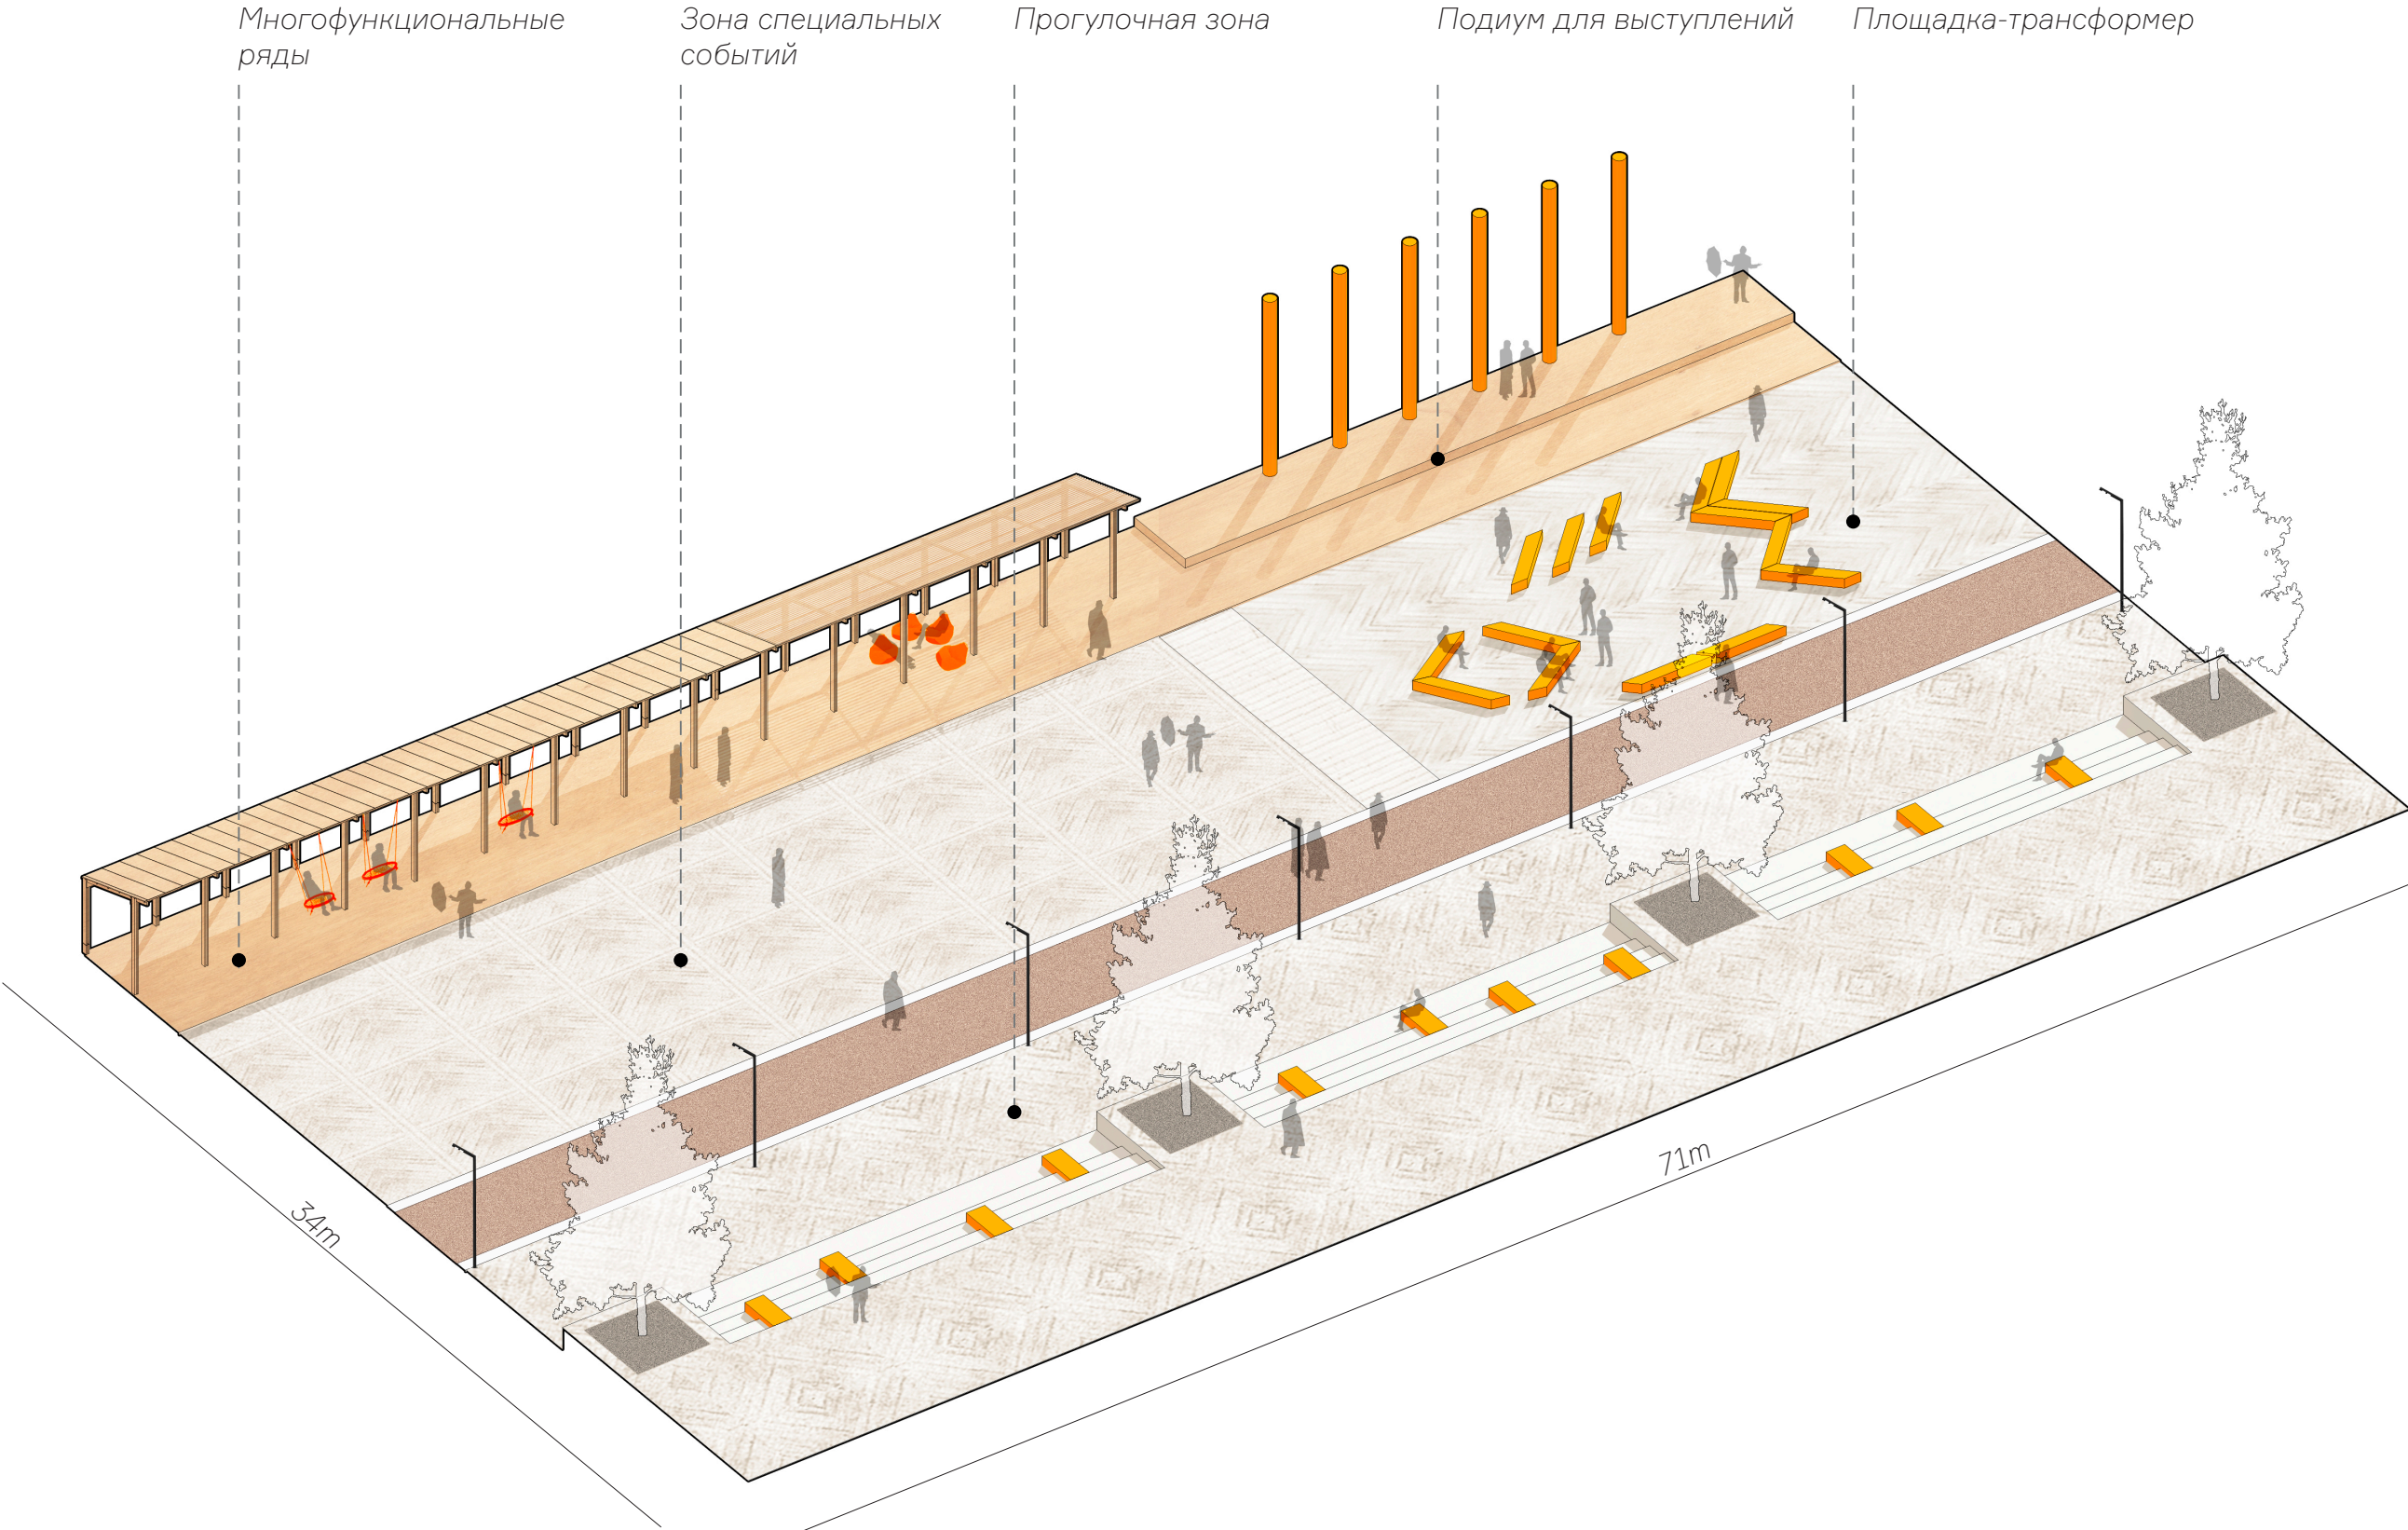 Многофункциональные
ряды
Зона специальных
событий
Прогулочная зона
Подиум для выступлений
Площадка-трансформер
34m
71m